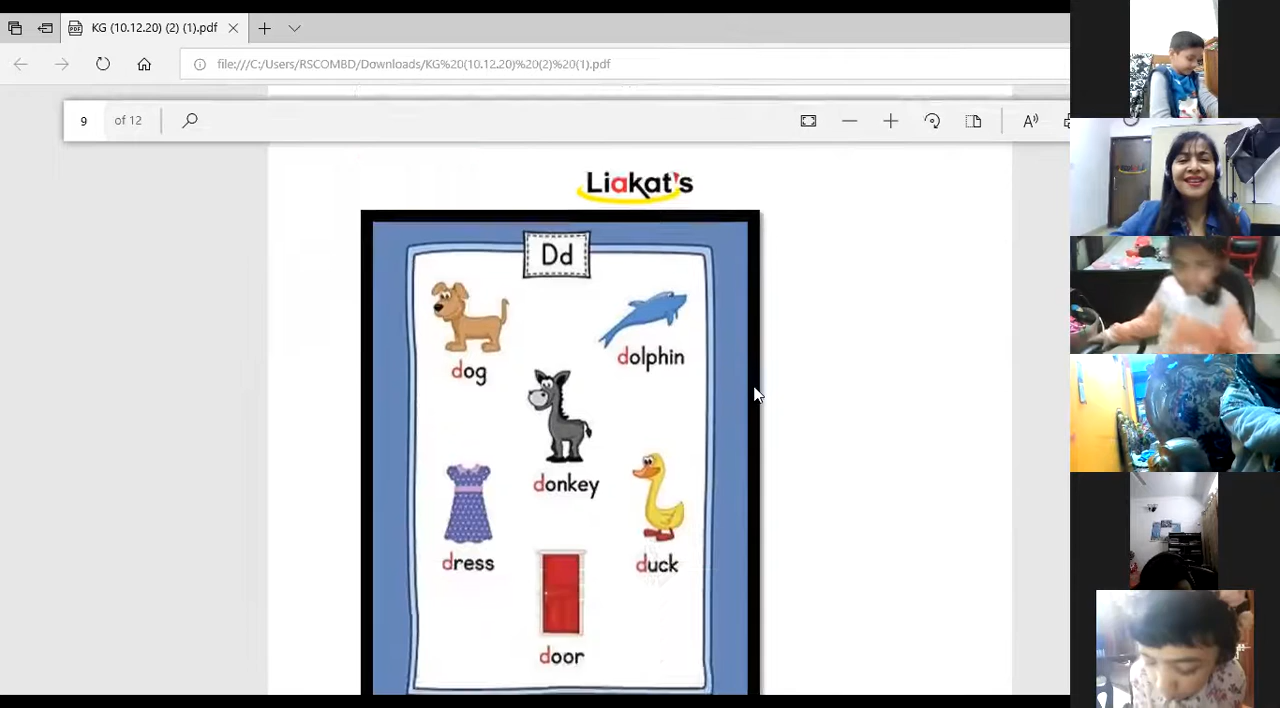 KG (10.12.20) (2) (1).pdf
file:///C:/Users/RSCOMBD/Downloads/KG%20(10.12.20)%20(2)%20(1).pdf
9 of 12
Liakat's
Dd
dog
dolphin
donkey
dress
duck
door